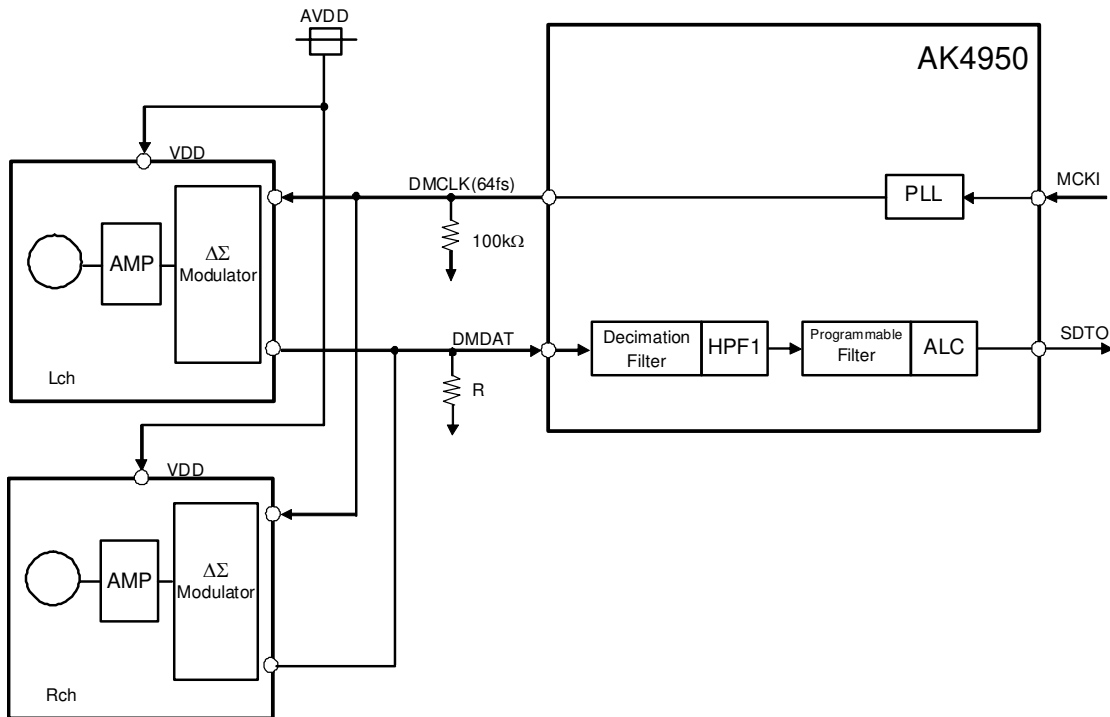 AVDD
AK4950
VDD
DMCLK(64fs)
MCKI
PLL
100kΩ
AMP
ΔΣ
Modulator
DMDAT
Decimation
Filter
HPF1
Programmable
Filter
ALC
SDTO
Lch
R
VDD
AMP
ΔΣ
Modulator
Rch